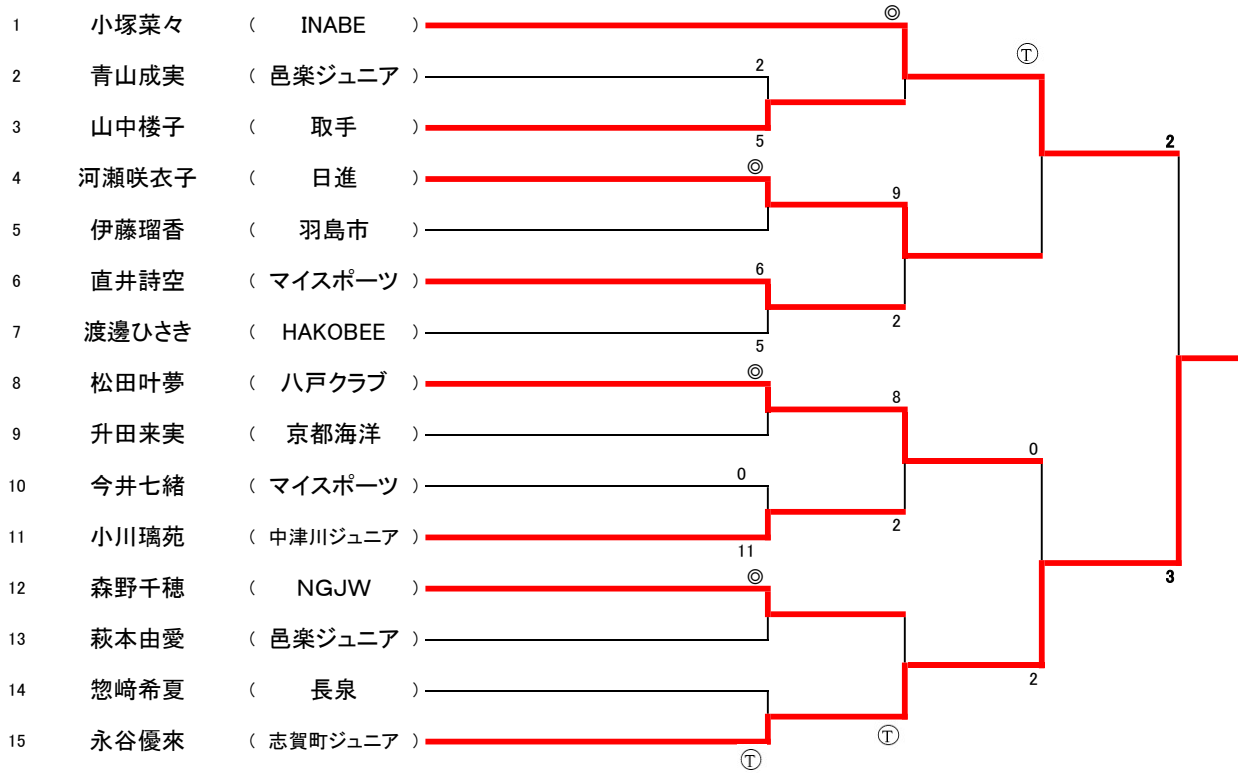 ◎
1 小塚菜々 ( INABE )
Ⓣ
2 青山成実 ( 邑楽ジュニア ) 2
3 山中楼子 ( 取手 ) 2
5
4 河瀬咲衣子 ( 日進 ) ◎
9
5 伊藤瑠香 ( 羽島市 )
6 直井詩空 ( マイスポーツ ) 6
2
7 渡邊ひさき ( HAKOBEE )
5
8 松田叶夢 ( 八戸クラブ ) ◎
8
9 升田来実 ( 京都海洋 ) 0
10 今井七緒 ( マイスポーツ ) 0
2
11 小川璃苑 ( 中津川ジュニア )
11
12 森野千穂 ( NGJW ) ◎ 3
13 萩本由愛 ( 邑楽ジュニア )
14 惣﨑希夏 ( 長泉 ) 2
15 永谷優來 ( 志賀町ジュニア ) Ⓣ
Ⓣ